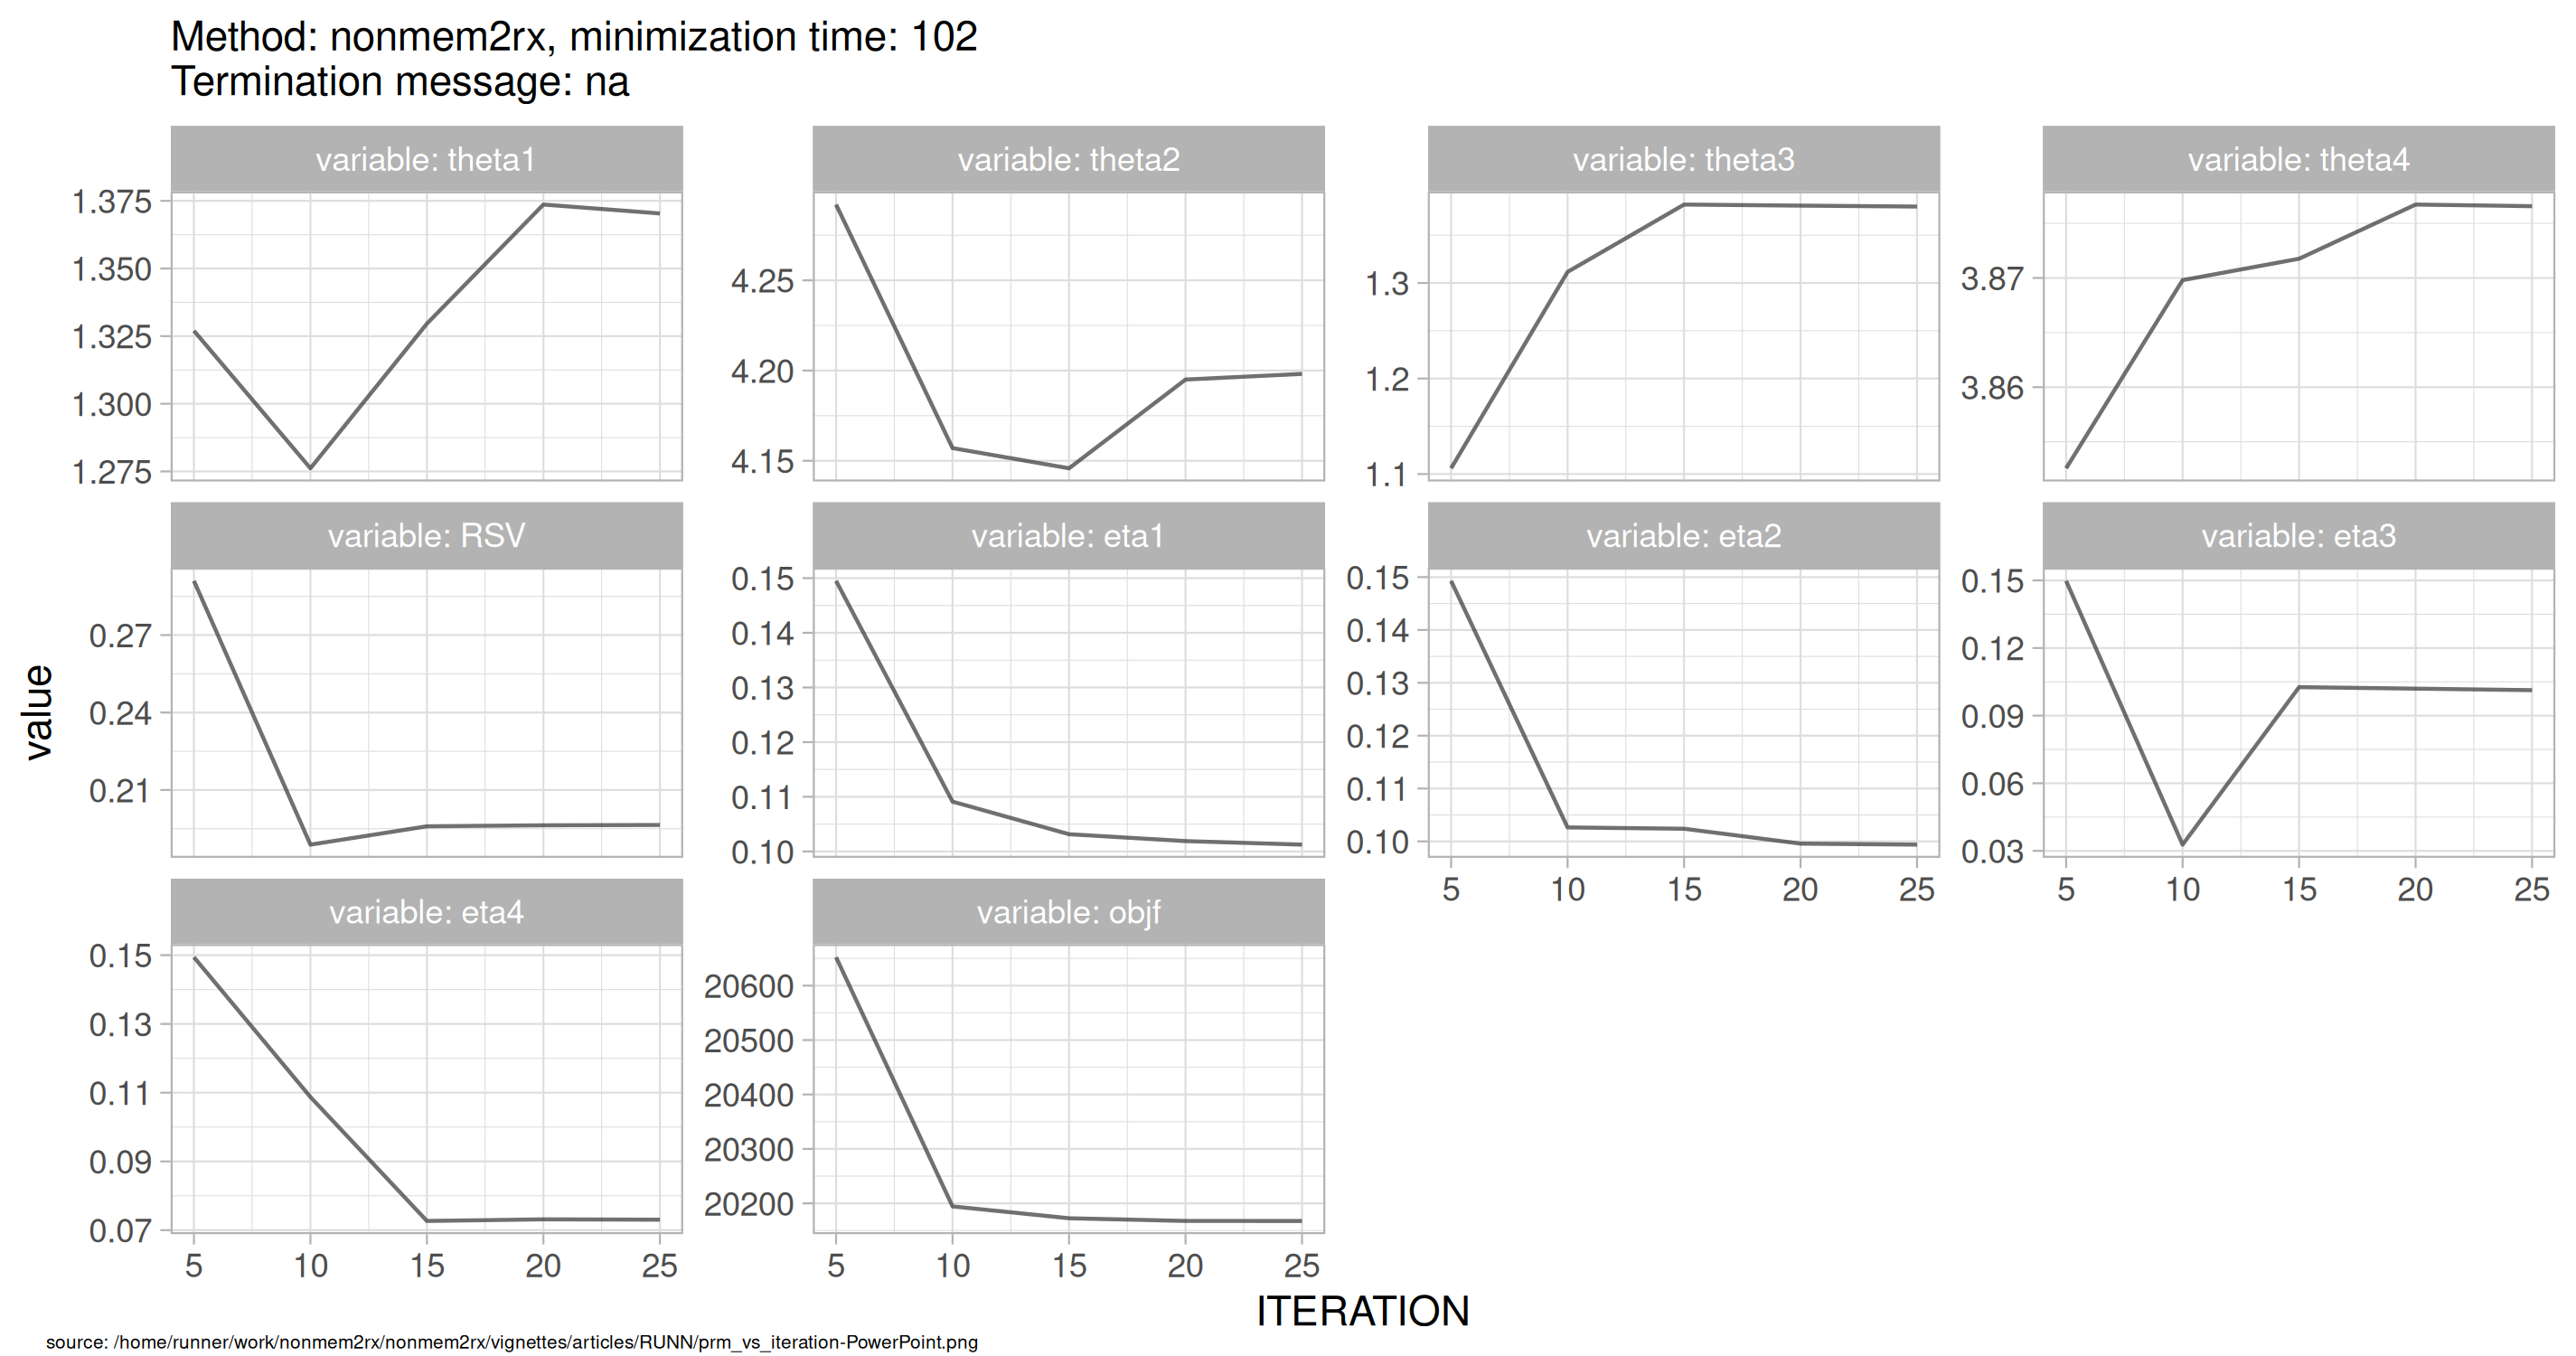 Method: nonmem2rx, minimization time: 102
Termination message: na
variable: theta1
1.375
1.350
1.325
1.300
1.275
variable: theta2
4.25
4.20
4.15
variable: theta3
1.3
1.2
1.1
variable: theta4
3.87
3.86
variable: RSV
0.27
0.24
0.21
variable: eta1
0.15
0.14
0.13
0.12
0.11
0.10
variable: eta2
0.15
0.14
0.13
0.12
0.11
0.10
5 10 15 20 25
variable: eta3
0.15
0.12
0.09
0.06
0.03
5 10 15 20 25
variable: eta4
0.15
0.13
0.11
0.09
0.07
5 10 15 20 25
variable: objf
20600
20500
20400
20300
20200
5 10 15 20 25
value
ITERATION
source: /home/runner/work/nonmem2rx/nonmem2rx/vignettes/articles/RUNN/prm_vs_iteration-PowerPoint.png